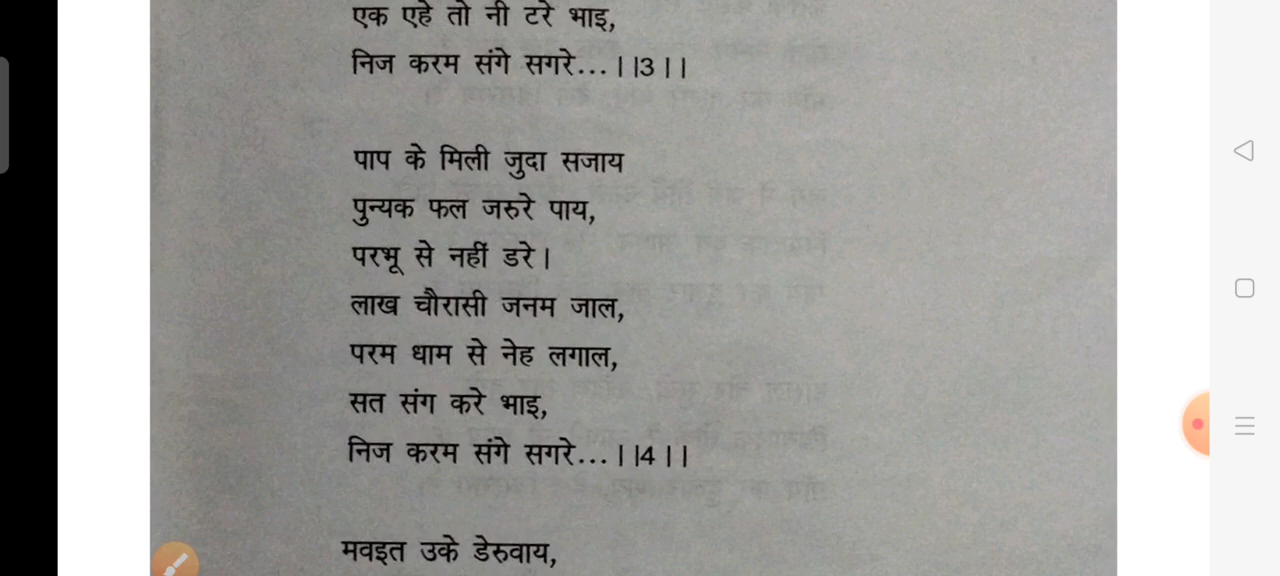 एक एहे तो नी टरे भाइ,
निज करम संगे सगरे...।।3।।
पाप के मिली जुदा सजाय
पुन्यक फल जरुरे पाय,
परभू से नहीं डरे।
लाख चौरासी जनम जाल,
परम धाम से नेह लगाल,
सत संग करे भाइ,
निज करम संगे सगरे...।।4।।
मवइत उके डेरुवाय,